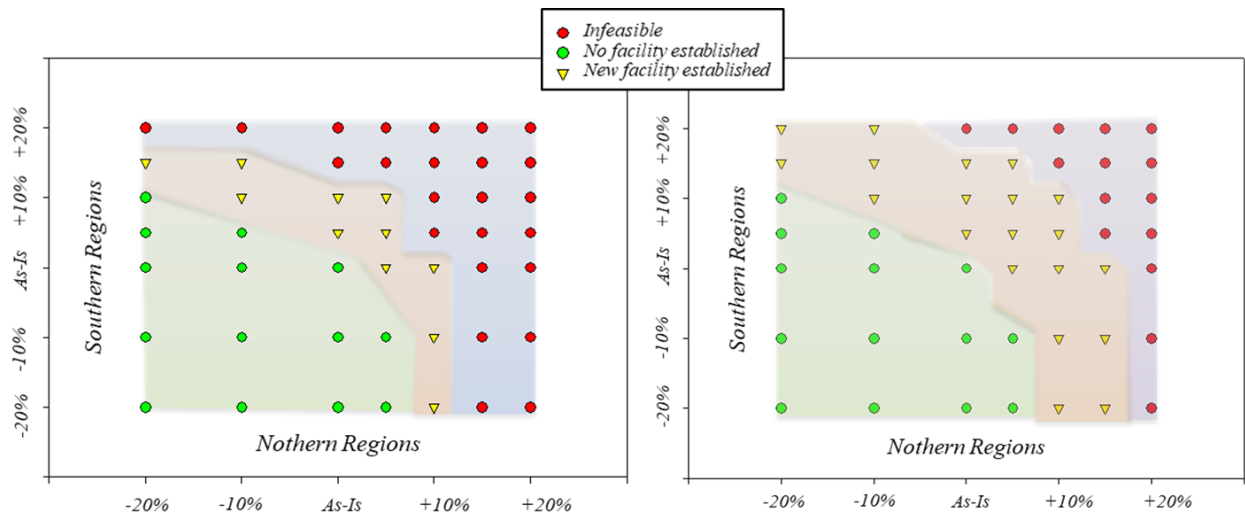 Infeasible
No facility established
New facility established
+20%
+10%
As-Is
-10%
-20%
Southern Regions
Nothern Regions
-20%
-10%
As-Is
+10%
+20%
+20%
+10%
As-Is
-10%
-20%
Southern Regions
Nothern Regions
-20%
-10%
As-Is
+10%
+20%